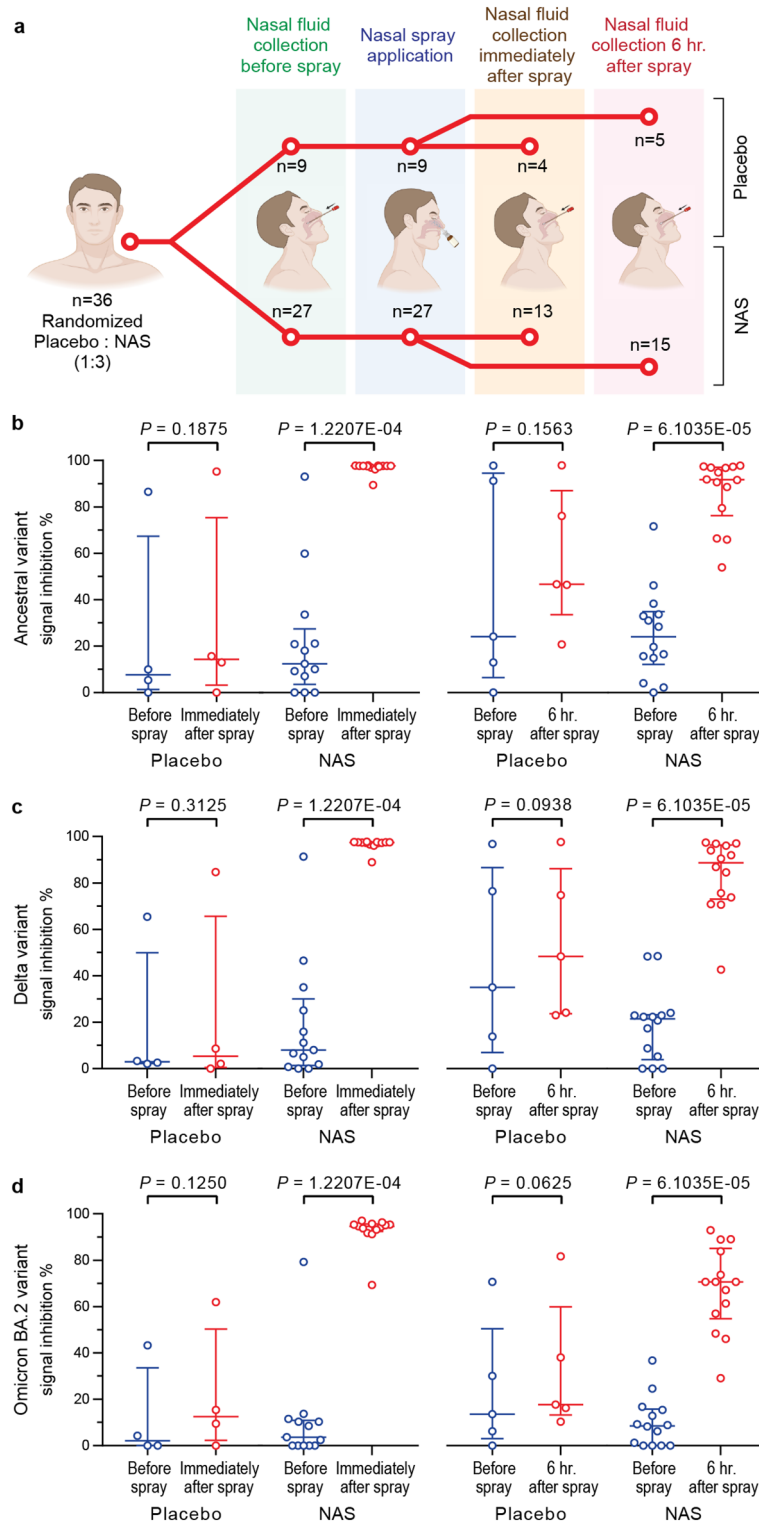 a
Nasal fluid
collection
before spray
Nasal spray
application
Nasal fluid
collection
immediately
after spray
Nasal fluid
collection 6 hr.
after spray
n=9
n=9
n=4
n=5
Placebo
n=36
Randomized
Placebo : NAS
(1:3)
n=27
n=27
n=13
n=15
NAS
b
P = 0.1875
P = 1.2207E-04
P = 0.1563
P = 6.1035E-05
Ancestral variant
signal inhibition %
100
80
60
40
20
0
Before
spray
Immediately
after spray
Before
spray
Immediately
after spray
Before
spray
6 hr.
after spray
Before
spray
6 hr.
after spray
Placebo
NAS
Placebo
NAS
c
P = 0.3125
P = 1.2207E-04
P = 0.0938
P = 6.1035E-05
Delta variant
signal inhibition %
100
80
60
40
20
0
Before
spray
Immediately
after spray
Before
spray
Immediately
after spray
Before
spray
6 hr.
after spray
Before
spray
6 hr.
after spray
Placebo
NAS
Placebo
NAS
d
P = 0.1250
P = 1.2207E-04
P = 0.0625
P = 6.1035E-05
Omicron BA.2 variant
signal inhibition %
100
80
60
40
20
0
Before
spray
Immediately
after spray
Before
spray
Immediately
after spray
Before
spray
6 hr.
after spray
Before
spray
6 hr.
after spray
Placebo
NAS
Placebo
NAS